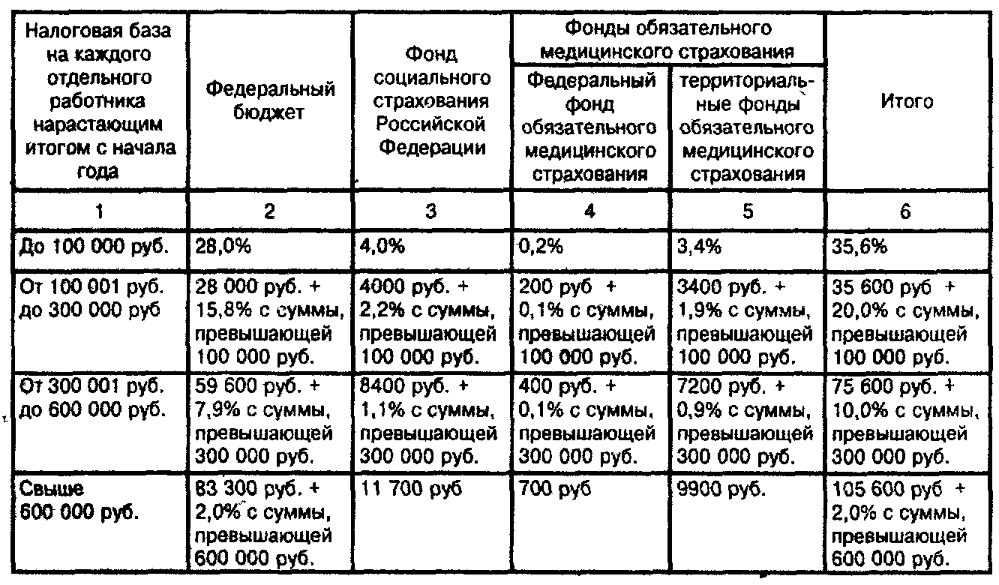 Налоговая база
на каждого
отдельного
работника
нарастающим
итогом с начала
года
Федеральный
бюджет
Фонд
социального
страхования
Российской
Федерации
Фонды обязательного
медицинского страхования
Федеральный
фонд
обязательного
медицинского
страхования
территориаль-
ные фонды
обязательного
медицинского
страхования
Итого
1
2
3
4
5
6
До 100 000 руб.
28,0%
4,0%
0,2%
3,4%
35,6%
От 100 001 руб.
до 300 000 руб
28 000 руб. +
15,8% с суммы,
превышающей
100 000 руб.
4000 руб. +
2,2% с суммы,
превышающей
100 000 руб.
200 руб +
0,1% с суммы,
превышающей
100 000 руб.
3400 руб. +
1,9% с суммы,
превышающей
100 000 руб.
35 600 руб +
20,0% с суммы,
превышающей
100 000 руб.
От 300 001 руб.
до 600 000 руб.
59 600 руб. +
7,9% с суммы,
превышающей
300 000 руб.
8400 руб. +
1,1% с суммы,
превышающей
300 000 руб.
400 руб. +
0,1% с суммы,
превышающей
300 000 руб.
7200 руб. +
0,9% с суммы,
превышающей
300 000 руб.
75 600 руб. +
10,0% с суммы,
превышающей
300 000 руб.
Свыше
600 000 руб.
83 300 руб. +
2,0% с суммы,
превышающей
600 000 руб.
11 700 руб
700 руб
9900 руб.
105 600 руб +
2,0% с суммы,
превышающей
600 000 руб.